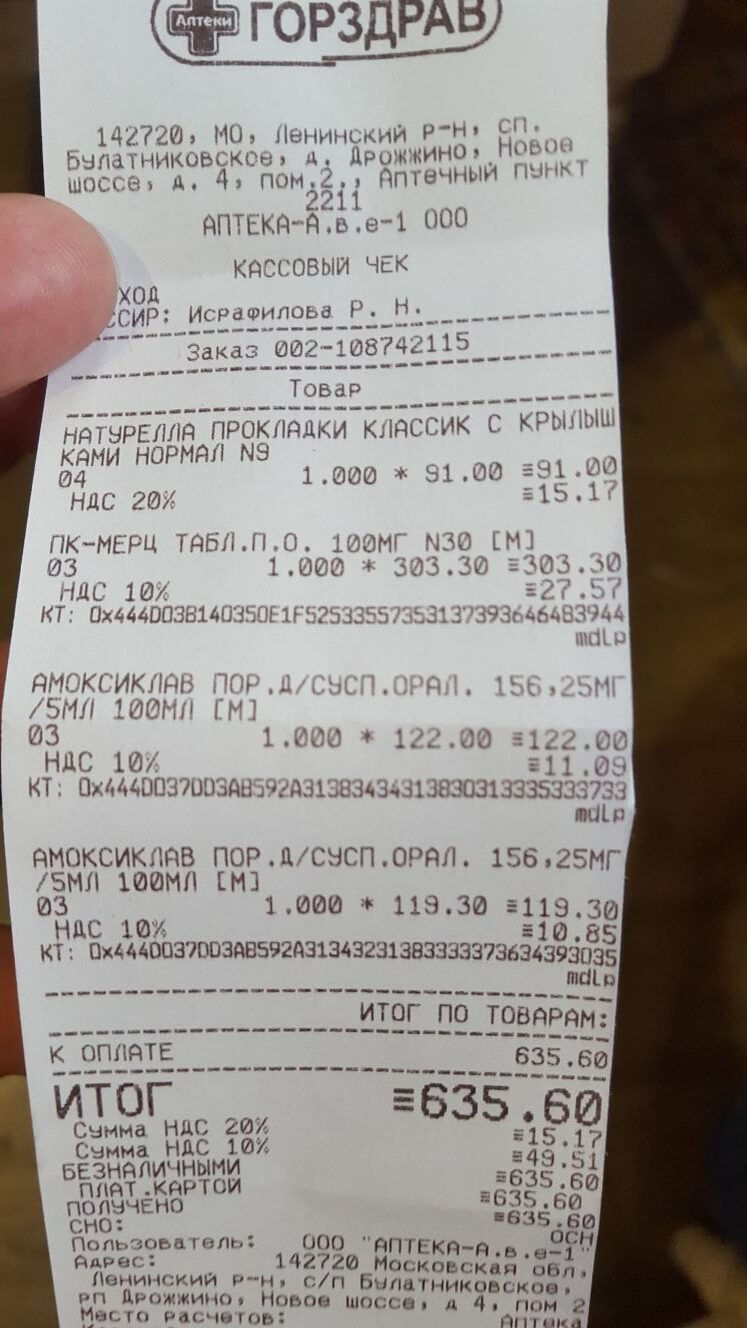 Аптеки ГОРЗДРАВ
142720, МО, Ленинский р-н, сп.
Булатниковское, д. Дрожжино, Новое
шоссе, д. 4, пом.2., Аптечный пункт
2211
АПТЕКА-А.в.е-1 ООО
КАССОВЫЙ ЧЕК
ХОД
ССИР: Исрафилова Р. Н.
Заказ 002-108742115
Товар
НАТУРЕЛЛА ПРОКЛАДКИ КЛАССИК С КРЫЛЫШ
КАМИ НОРМАЛ N9
04 1.000 * 91.00 ≡91.00
НДС 20% ≡15.17
ПК-МЕРЦ ТАБЛ.П.О. 100МГ N30 [М]
03 1.000 * 303.30 ≡303.30
НДС 10% ≡27.57
КТ: 0x444D03B140350E1F52533557353137393646483944
mdlp
АМОКСИКЛАВ ПОР.Д/СУСП.ОРАЛ. 156,25МГ
/5МЛ 100МЛ [М]
03 1.000 * 122.00 ≡122.00
НДС 10% ≡11.09
КТ: 0x444D037DD3AB592A31383434313830313335333733
mdlp
АМОКСИКЛАВ ПОР.Д/СУСП.ОРАЛ. 156,25МГ
/5МЛ 100МЛ [М]
03 1.000 * 119.30 ≡119.30
НДС 10% ≡10.85
КТ: 0x444D037DD3AB592A31343231383333373634393035
mdlp
ИТОГ ПО ТОВАРАМ:
К ОПЛАТЕ 635.60
ИТОГ ≡635.60
Сумма НДС 20% ≡15.17
Сумма НДС 10% ≡49.51
БЕЗНАЛИЧНЫМИ ≡635.60
ПЛАТ.КАРТОЙ ≡635.60
ПОЛУЧЕНО ≡635.60
СНО: ОСН
Пользователь: ООО "АПТЕКА-А.в.е-1"
Адрес: 142720 Московская обл,
Ленинский р-н, с/п Булатниковское,
рп Дрожжино, Новое шоссе, д 4, пом 2
Место расчетов: Аптека